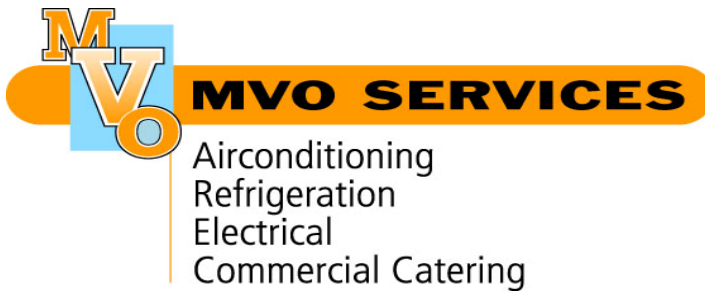 MVO
MVO SERVICES
Airconditioning
Refrigeration
Electrical
Commercial Catering